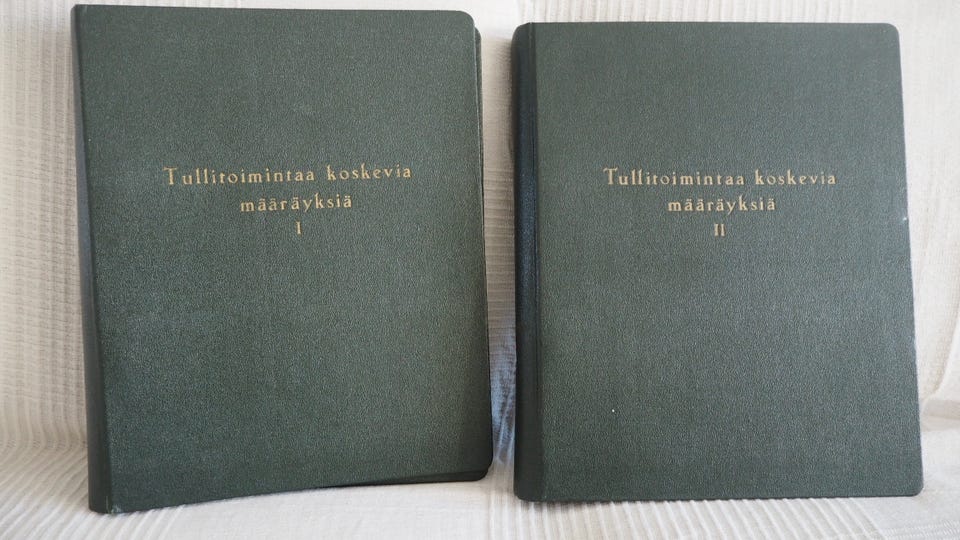 Tullitoimintaa koskevia
määräyksiä
I
Tullitoimintaa koskevia
määräyksiä
II